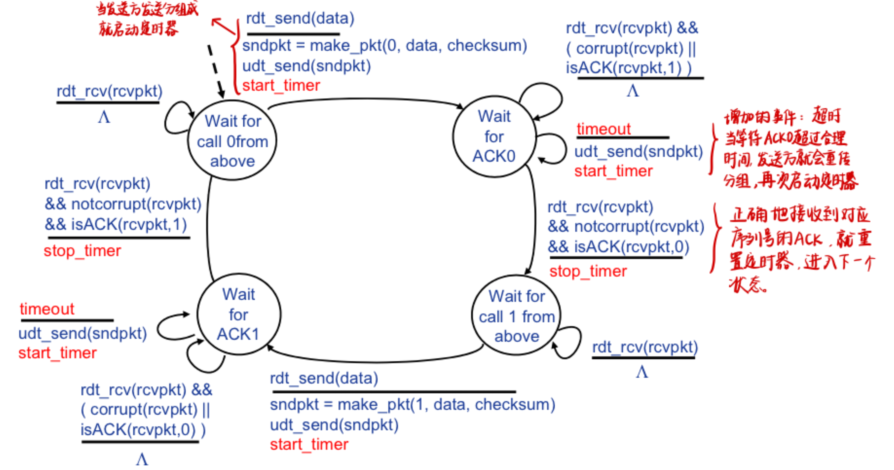 当发送方发送分组成
就启动定时器
rdt_send(data)
sndpkt = make_pkt(0, data, checksum)
udt_send(sndpkt)
start_timer
rdt_rcv(rcvpkt) &&
( corrupt(rcvpkt) ||
isACK(rcvpkt,1) )
Λ
rdt_rcv(rcvpkt)
Λ
Wait for
call 0from
above
Wait
for
ACK0
timeout
udt_send(sndpkt)
start_timer
增加的事件：超时
当等待ACK0超过合理
时间，发送方就会重传
分组，再次启动定时器
rdt_rcv(rcvpkt)
&& notcorrupt(rcvpkt)
&& isACK(rcvpkt,1)
stop_timer
rdt_rcv(rcvpkt)
&& notcorrupt(rcvpkt)
&& isACK(rcvpkt,0)
stop_timer
正确地接收到对应
序列号的ACK，就重
置定时器，进入下一个
状态。
Wait
for
ACK1
Wait for
call 1 from
above
timeout
udt_send(sndpkt)
start_timer
rdt_rcv(rcvpkt)
Λ
rdt_rcv(rcvpkt) &&
( corrupt(rcvpkt) ||
isACK(rcvpkt,0) )
Λ
rdt_send(data)
sndpkt = make_pkt(1, data, checksum)
udt_send(sndpkt)
start_timer